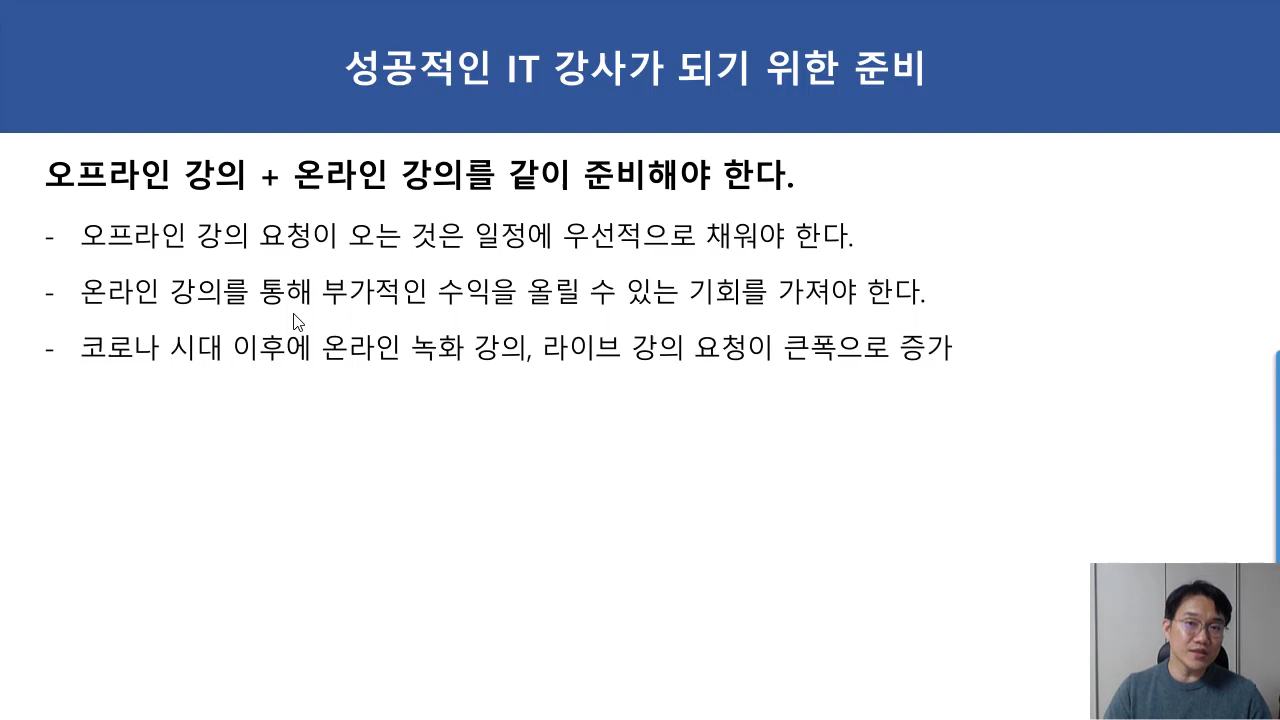 성공적인 IT 강사가 되기 위한 준비
오프라인 강의 + 온라인 강의를 같이 준비해야 한다.
- 오프라인 강의 요청이 오는 것은 일정에 우선적으로 채워야 한다.
- 온라인 강의를 통해 부가적인 수익을 올릴 수 있는 기회를 가져야 한다.
- 코로나 시대 이후에 온라인 녹화 강의, 라이브 강의 요청이 큰폭으로 증가